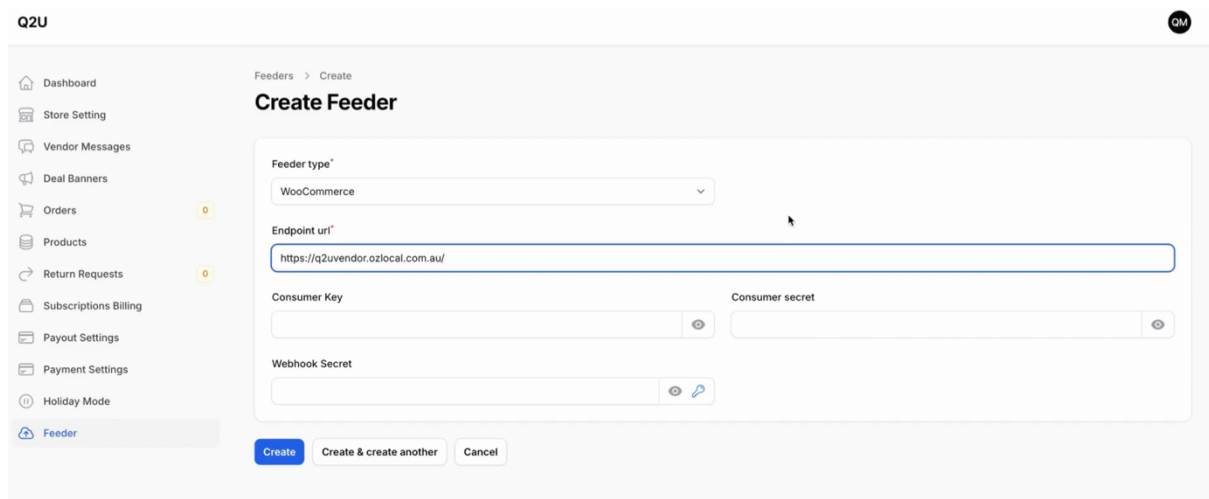 Q2U
QM
Dashboard
Store Setting
Vendor Messages
Deal Banners
Orders 0
Products
Return Requests 0
Subscriptions Billing
Payout Settings
Payment Settings
Holiday Mode
Feeder
Feeders > Create
Create Feeder
Feeder type*
WooCommerce
Endpoint url*
https://q2uvendor.ozlocal.com.au/
Consumer Key
Consumer secret
Webhook Secret
Create
Create & create another
Cancel